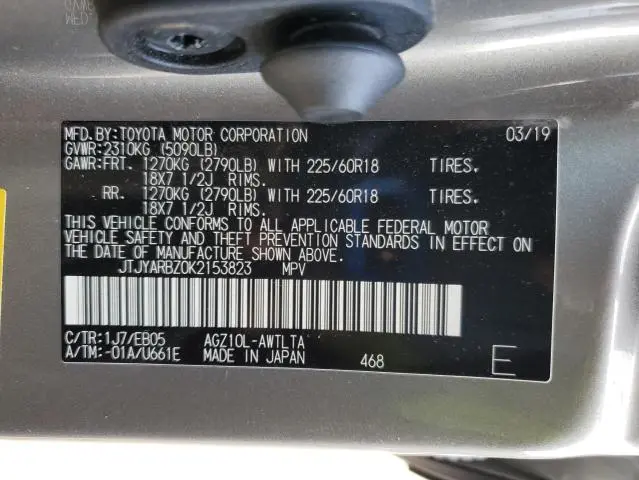 MFD.BY:TOYOTA MOTOR CORPORATION 03/19
GVWR:2310KG (5090LB)
GAWR:FRT. 1270KG (2790LB) WITH 225/60R18 TIRES.
18X7 1/2J RIMS.
RR. 1270KG (2790LB) WITH 225/60R18 TIRES.
18X7 1/2J RIMS.
THIS VEHICLE CONFORMS TO ALL APPLICABLE FEDERAL MOTOR
VEHICLE SAFETY AND THEFT PREVENTION STANDARDS IN EFFECT ON
THE DATE OF MANUFACTURE SHOWN ABOVE.
JTJYARBZ0K2153823 MPV
C/TR:1J7/EB05 AGZ10L-AWTLTA
A/TM:-01A/U661E MADE IN JAPAN 468 E